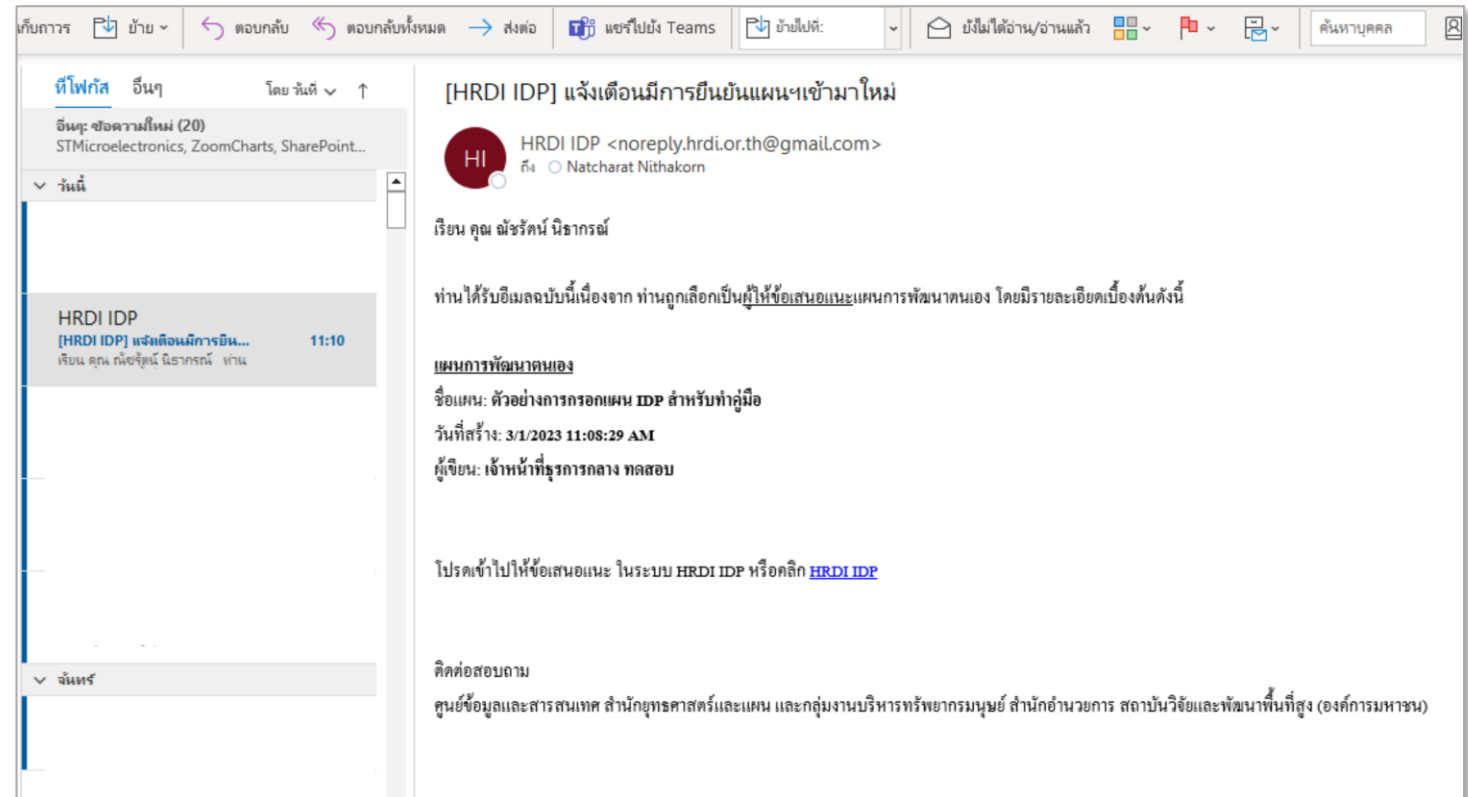 เก็บถาวร ย้าย ตอบกลับ ตอบกลับทั้งหมด ส่งต่อ แชร์ไปยัง Teams ย้ายไปที่: ยังไม่ได้อ่าน/อ่านแล้ว ค้นหาบุคคล
ที่โฟกัส อื่นๆ โดย วันที่
อื่นๆ: ข้อความใหม่ (20)
STMicroelectronics, ZoomCharts, SharePoint...
วันนี้
HRDI IDP
[HRDI IDP] แจ้งเตือนมีการยืน... 11:10
เรียน คุณ ณัชรัตน์ นิธากรณ์ ท่าน
จันทร์
[HRDI IDP] แจ้งเตือนมีการยืนยันแผนฯเข้ามาใหม่
HI
HRDI IDP <noreply.hrdi.or.th@gmail.com>
ถึง Natcharat Nithakorn
เรียน คุณ ณัชรัตน์ นิธากรณ์
ท่านได้รับอีเมลฉบับนี้เนื่องจาก ท่านถูกเลือกเป็นผู้ให้ข้อเสนอแนะแผนการพัฒนาตนเอง โดยมีรายละเอียดเบื้องต้นดังนี้
แผนการพัฒนาตนเอง
ชื่อแผน: ตัวอย่างการกรอกแผน IDP สำหรับทำคู่มือ
วันที่สร้าง: 3/1/2023 11:08:29 AM
ผู้เขียน: เจ้าหน้าที่ธุรการกลาง ทดสอบ
โปรดเข้าไปให้ข้อเสนอแนะ ในระบบ HRDI IDP หรือคลิก HRDI IDP
ติดต่อสอบถาม
ศูนย์ข้อมูลและสารสนเทศ สำนักยุทธศาสตร์และแผน และกลุ่มงานบริหารทรัพยากรมนุษย์ สำนักอำนวยการ สถาบันวิจัยและพัฒนาพื้นที่สูง (องค์การมหาชน)